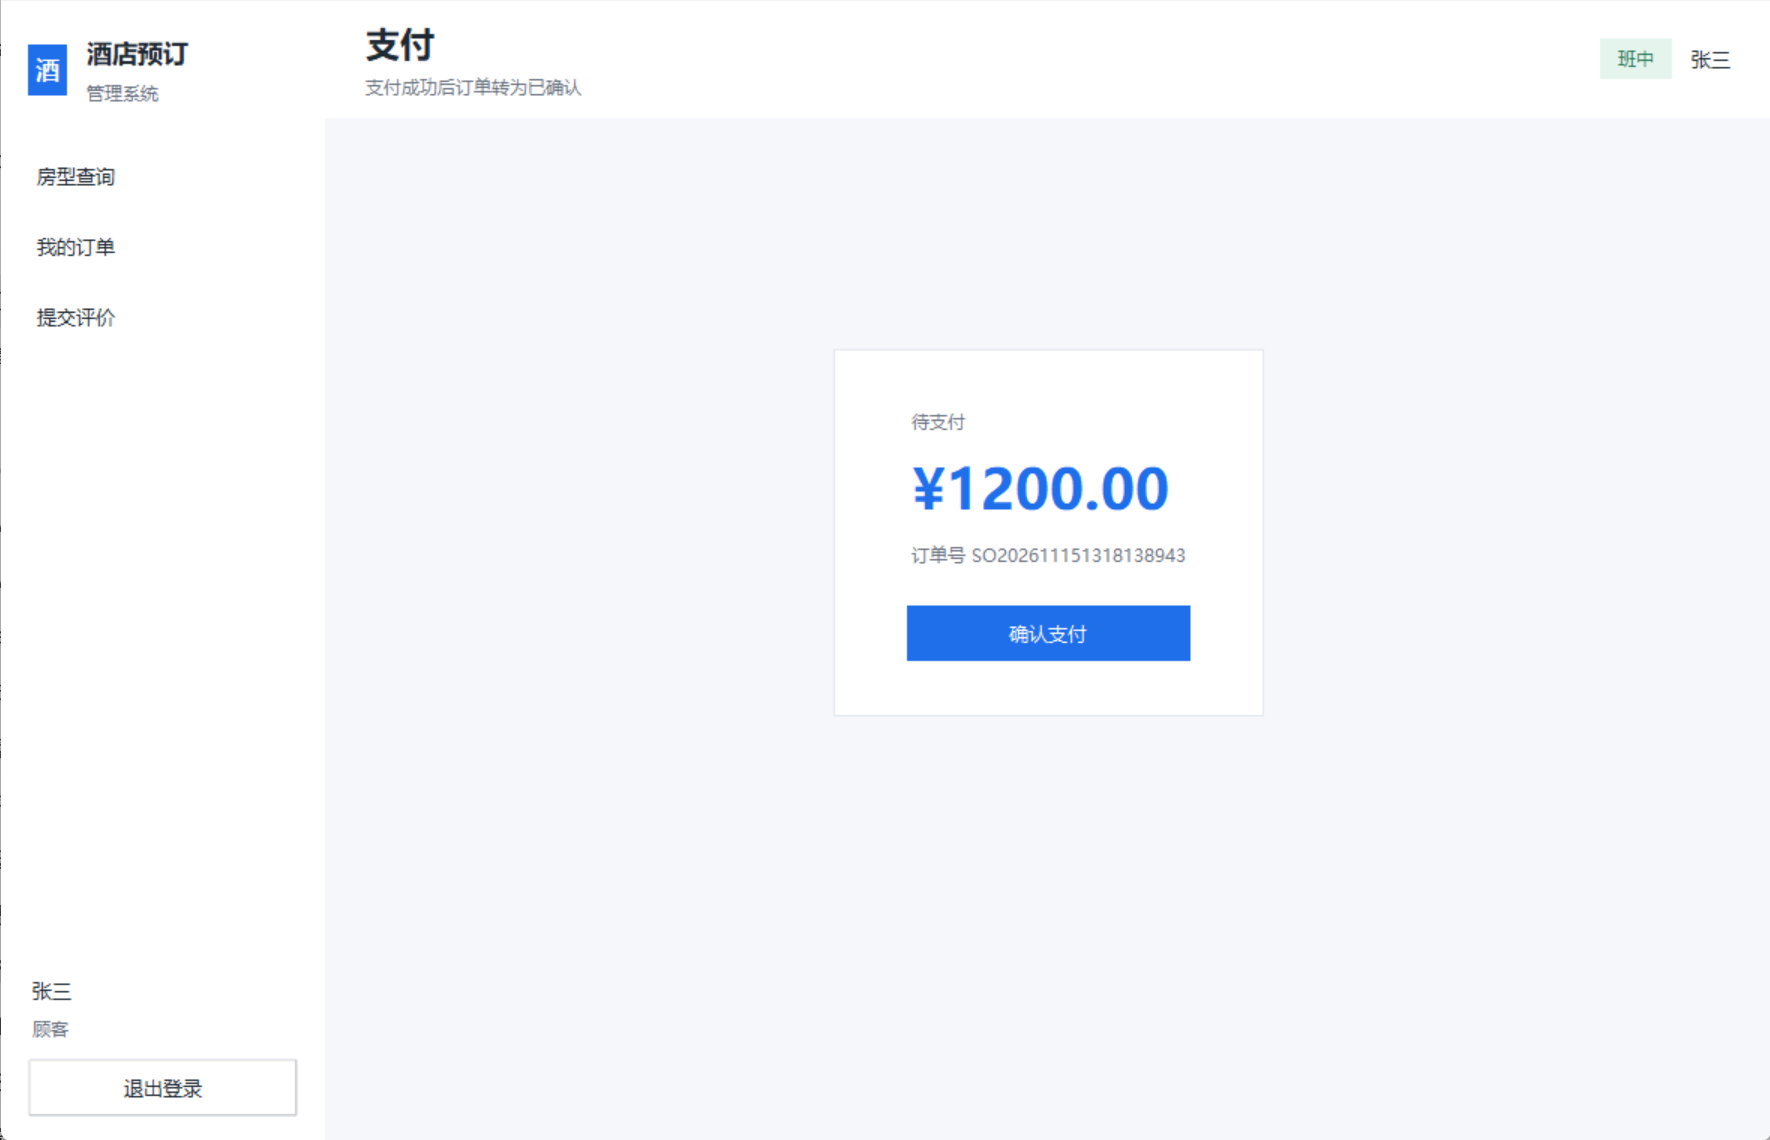 酒
酒店预订
管理系统
房型查询
我的订单
提交评价
张三
顾客
退出登录
支付
支付成功后订单转为已确认
班中
张三
待支付
¥1200.00
订单号 SO202611151318138943
确认支付